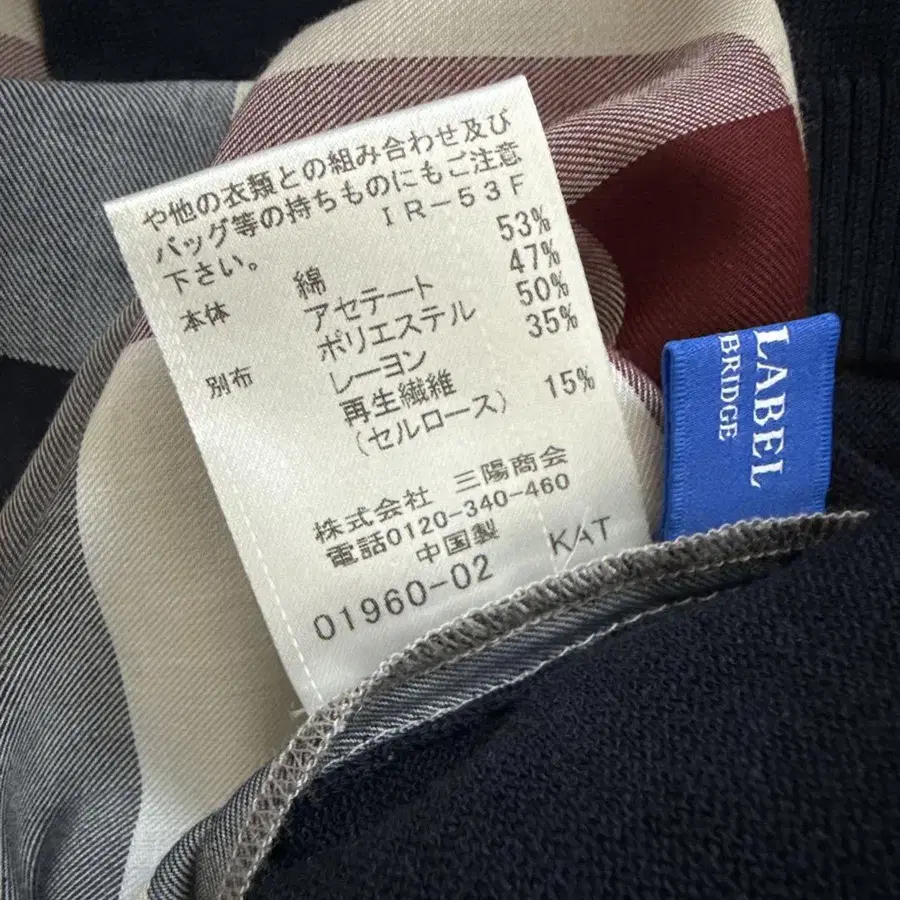 や他の衣類との組み合わせ及び
バッグ等の持ちものにもご注意
下さい。 IR-53F
本体 綿 53%
アセテート 47%
別布 ポリエステル 50%
レーヨン 35%
再生繊維
(セルロース) 15%
株式会社 三陽商会
電話0120-340-460
中国製 KAT
01960-02
LABEL
BRIDGE